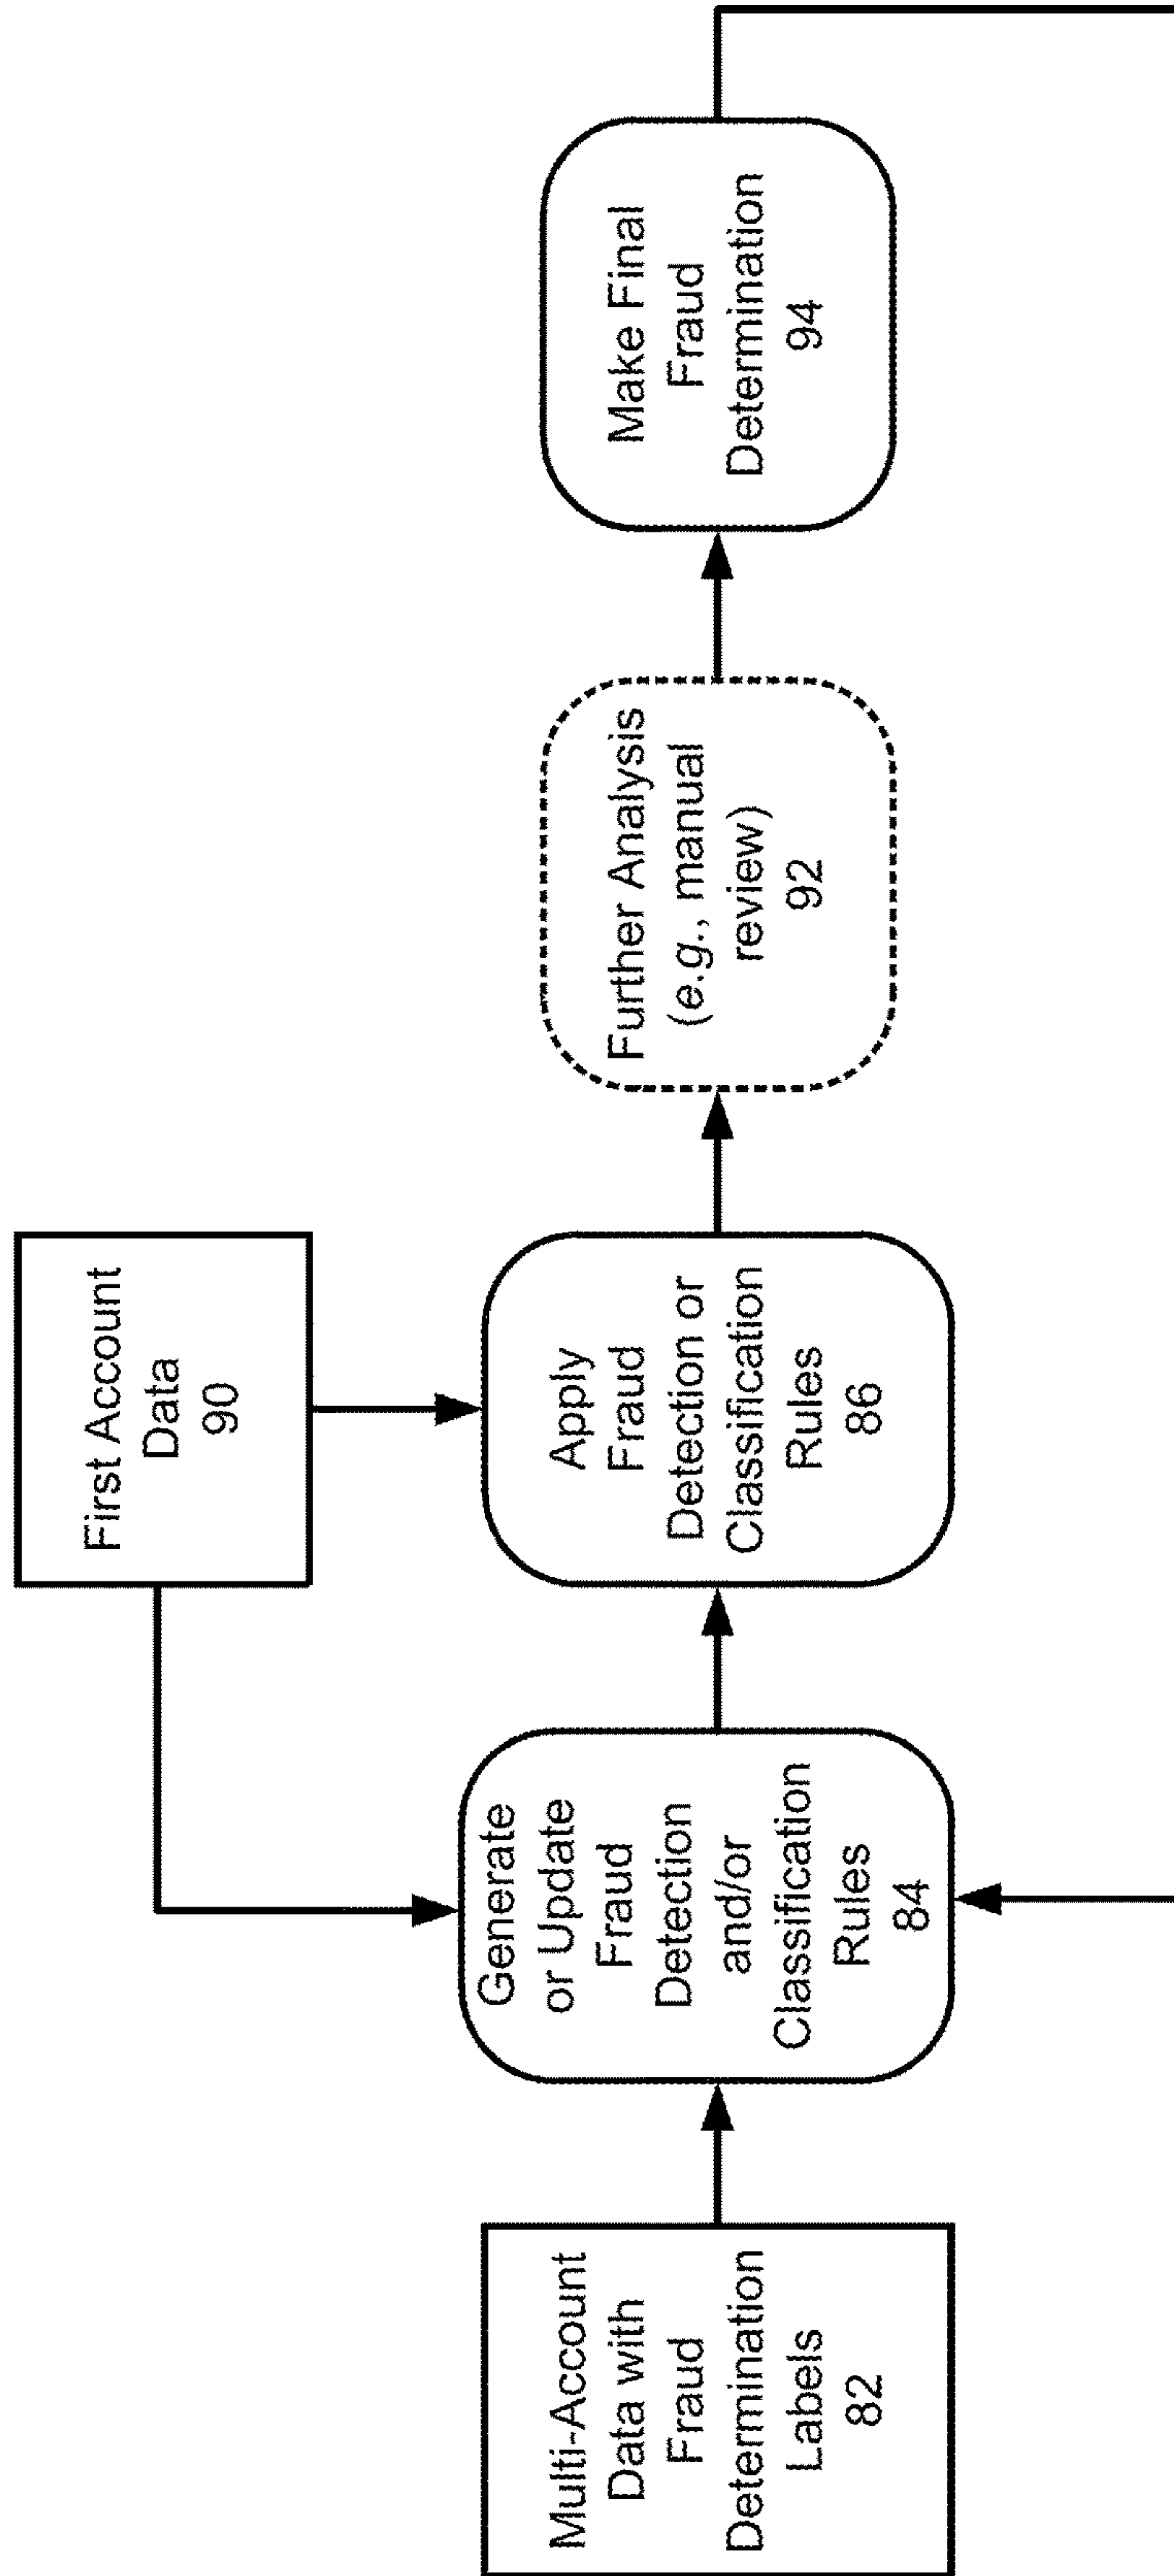 First Account
Data
90
Multi-Account
Data with
Fraud
Determination
Labels
82
Generate
or Update
Fraud
Detection
and/or
Classification
Rules
84
Apply
Fraud
Detection or
Classification
Rules
86
Further Analysis
(e.g., manual
review)
92
Make Final
Fraud
Determination
94